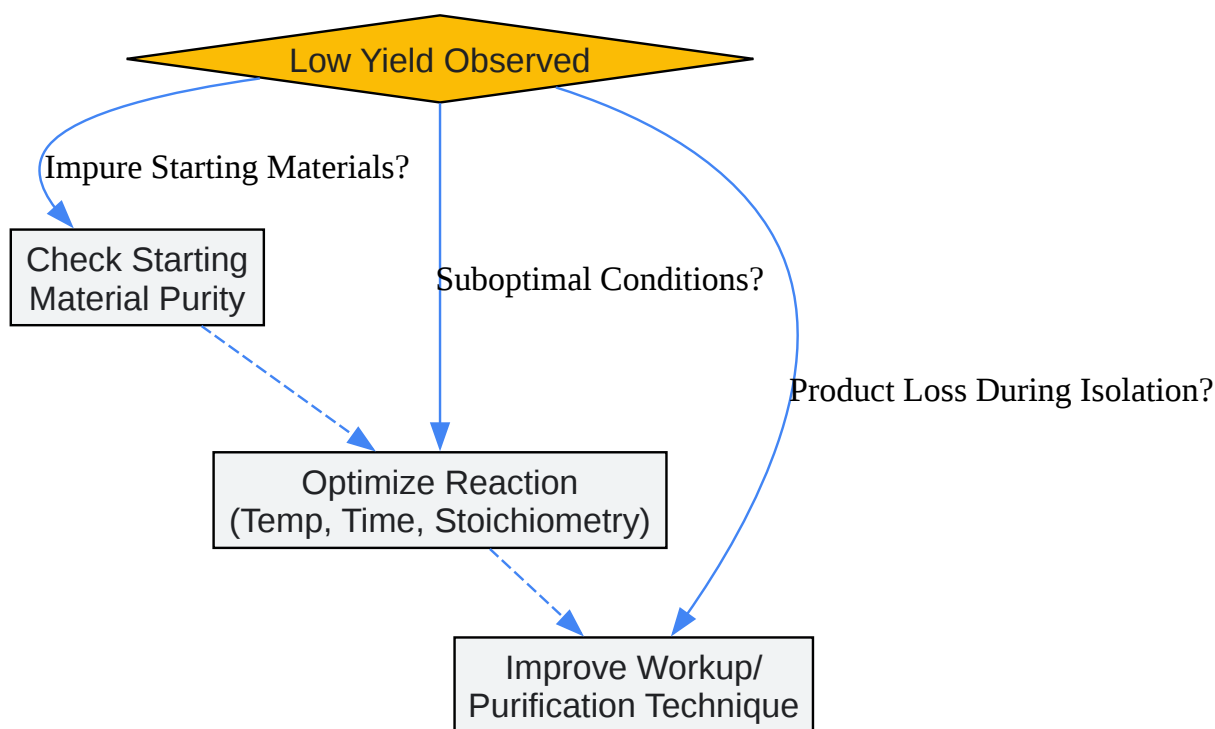 Low Yield Observed
Impure Starting Materials?
Check Starting
Material Purity
Suboptimal Conditions?
Product Loss During Isolation?
Optimize Reaction
(Temp, Time, Stoichiometry)
Improve Workup/
Purification Technique